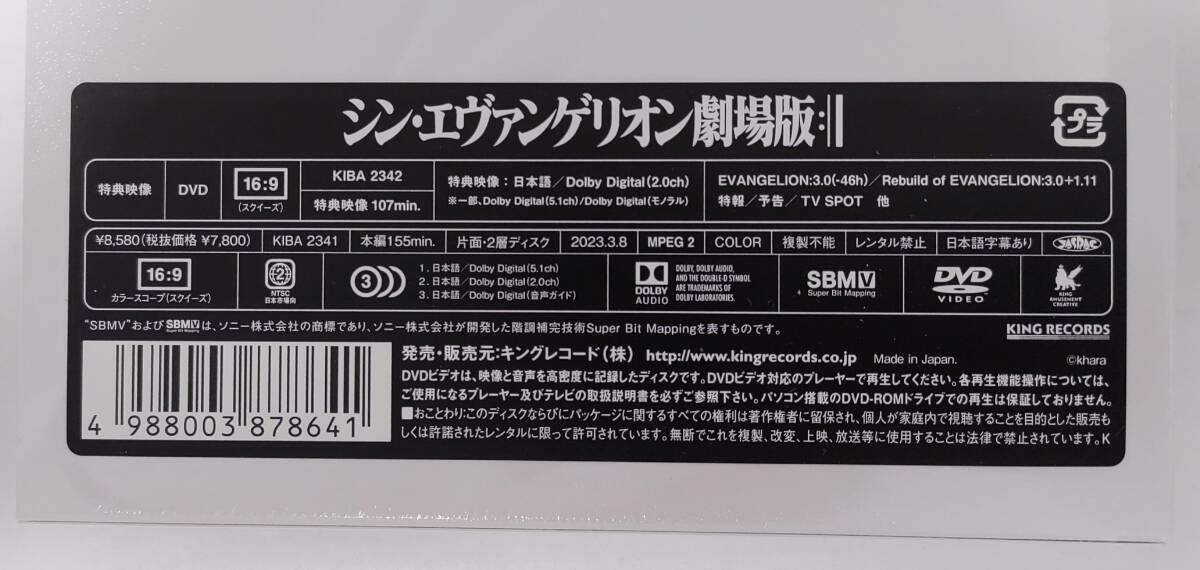 シン・エヴァンゲリオン劇場版:||
プラ
特典映像 DVD 16:9 (スクイーズ) KIBA 2342 特典映像 107min.
特典映像:日本語/Dolby Digital(2.0ch)
※一部、Dolby Digital(5.1ch)/Dolby Digital(モノラル)
EVANGELION:3.0(-46h)/Rebuild of EVANGELION:3.0+1.11
特報/予告/TV SPOT 他
¥8,580(税抜価格 ¥7,800) KIBA 2341 本編155min. 片面・2層ディスク 2023.3.8 MPEG 2 COLOR 複製不能 レンタル禁止 日本語字幕あり JASRAC
16:9
カラースコープ(スクイーズ)
2
NTSC
日本市場向
3
1. 日本語/Dolby Digital(5.1ch)
2. 日本語/Dolby Digital(2.0ch)
3. 日本語/Dolby Digital(音声ガイド)
DOLBY
AUDIO
DOLBY, DOLBY AUDIO,
AND THE DOUBLE-D SYMBOL
ARE TRADEMARKS OF
DOLBY LABORATORIES.
SBMV
Super Bit Mapping
DVD
VIDEO
KING
AMUSEMENT
CREATIVE
"SBMV"およびSBMV Super Bit Mappingは、ソニー株式会社の商標であり、ソニー株式会社が開発した階調補完技術Super Bit Mappingを表すものです。
KING RECORDS
発売・販売元:キングレコード(株) http://www.kingrecords.co.jp Made in Japan. ©khara
DVDビデオは、映像と音声を高密度に記録したディスクです。DVDビデオ対応のプレーヤーで再生してください。各再生機能操作については、
ご使用になるプレーヤー及びテレビの取扱説明書を必ずご参照下さい。パソコン搭載のDVD-ROMドライブでの再生は保証しておりません。
■おことわり:このディスクならびにパッケージに関するすべての権利は著作権者に留保され、個人が家庭内で視聴することを目的とした販売も
しくは許諾されたレンタルに限って許可されています。無断でこれを複製、改変、上映、放送等に使用することは法律で禁止されています。K
4 988003 878641